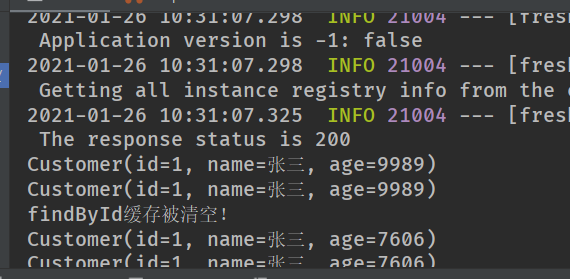 2021-01-26 10:31:07.298 INFO 21004 --- [fresh
Application version is -1: false
2021-01-26 10:31:07.298 INFO 21004 --- [fresh
Getting all instance registry info from the
2021-01-26 10:31:07.325 INFO 21004 --- [fresh
The response status is 200
Customer(id=1, name=张三, age=9989)
Customer(id=1, name=张三, age=9989)
findById缓存被清空!
Customer(id=1, name=张三, age=7606)
Customer(id=1, name=张三, age=7606)